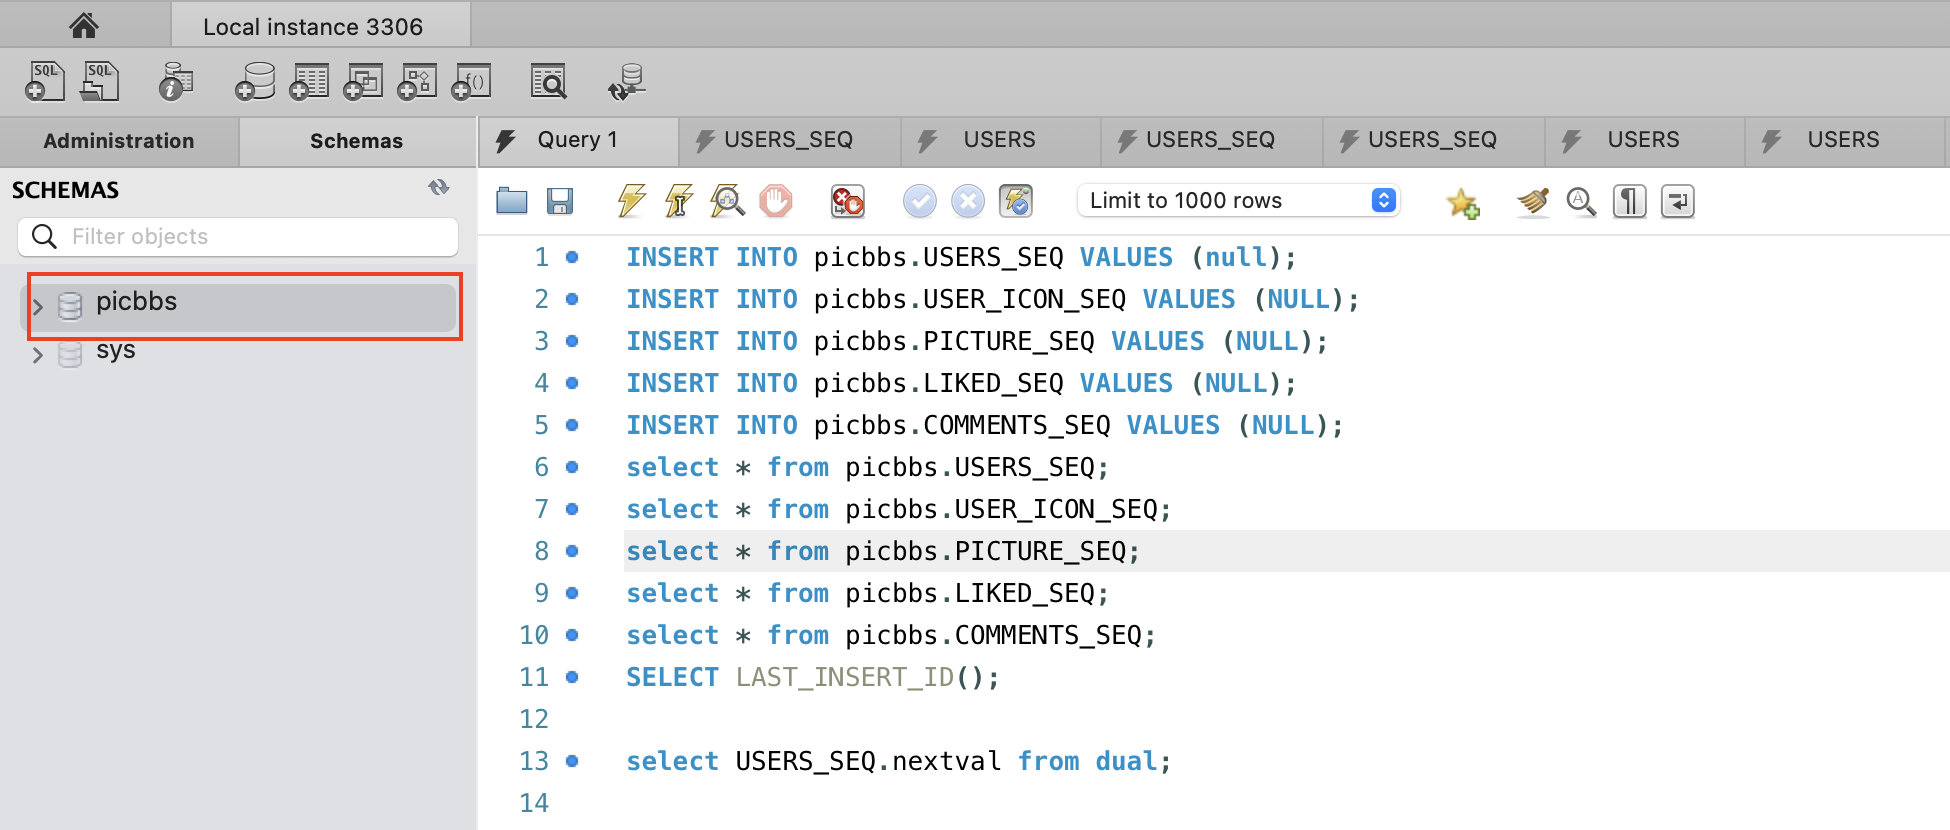 Local instance 3306
SQL SQL i f()
Administration Schemas Query 1 USERS_SEQ USERS USERS_SEQ USERS_SEQ USERS USERS
SCHEMAS
Limit to 1000 rows
Filter objects
picbbs
sys
1 INSERT INTO picbbs.USERS_SEQ VALUES (null);
2 INSERT INTO picbbs.USER_ICON_SEQ VALUES (NULL);
3 INSERT INTO picbbs.PICTURE_SEQ VALUES (NULL);
4 INSERT INTO picbbs.LIKED_SEQ VALUES (NULL);
5 INSERT INTO picbbs.COMMENTS_SEQ VALUES (NULL);
6 select * from picbbs.USERS_SEQ;
7 select * from picbbs.USER_ICON_SEQ;
8 select * from picbbs.PICTURE_SEQ;
9 select * from picbbs.LIKED_SEQ;
10 select * from picbbs.COMMENTS_SEQ;
11 SELECT LAST_INSERT_ID();
12
13 select USERS_SEQ.nextval from dual;
14